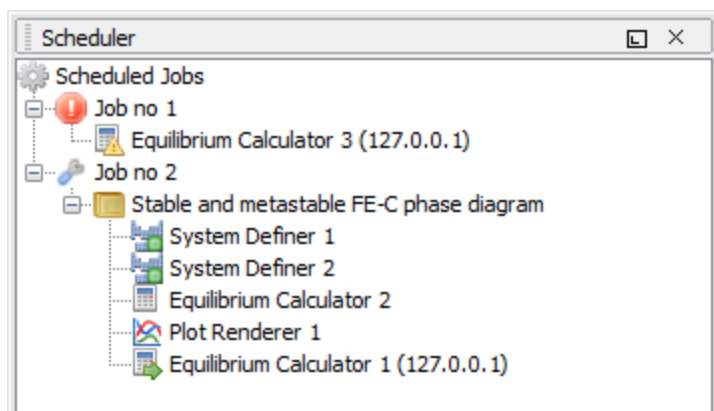 Scheduler
Scheduled Jobs
Job no 1
Equilibrium Calculator 3 (127.0.0.1)
Job no 2
Stable and metastable FE-C phase diagram
System Definer 1
System Definer 2
Equilibrium Calculator 2
Plot Renderer 1
Equilibrium Calculator 1 (127.0.0.1)